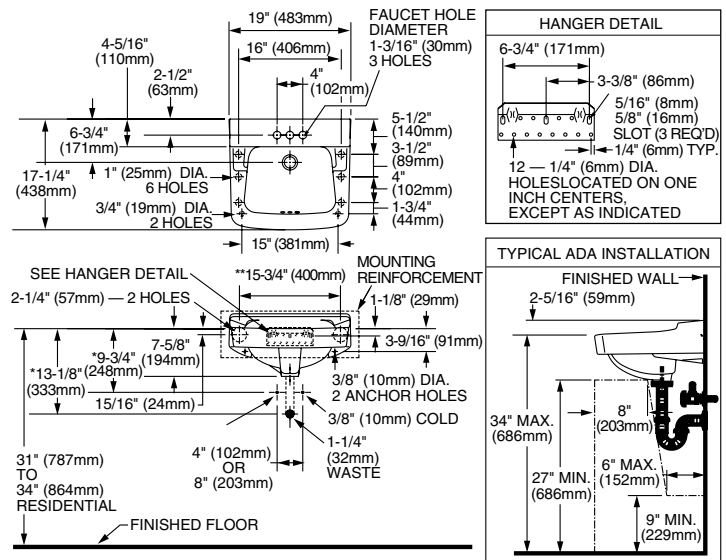 19" (483mm)
16" (406mm)
4-5/16"
(110mm)
2-1/2"
(63mm)
4"
(102mm)
FAUCET HOLE
DIAMETER
1-3/16" (30mm)
3 HOLES
6-3/4"
(171mm)
17-1/4"
(438mm)
1" (25mm) DIA.
6 HOLES
3/4" (19mm) DIA.
2 HOLES
5-1/2"
(140mm)
3-1/2"
(89mm)
4"
(102mm)
1-3/4"
(44mm)
15" (381mm)
HANGER DETAIL
6-3/4" (171mm)
3-3/8" (86mm)
5/16" (8mm)
5/8" (16mm)
SLOT (3 REQ'D)
1/4" (6mm) TYP.
12 — 1/4" (6mm) DIA.
HOLESLOCATED ON ONE
INCH CENTERS,
EXCEPT AS INDICATED
SEE HANGER DETAIL
**15-3/4" (400mm)
MOUNTING
REINFORCEMENT
2-1/4" (57mm) — 2 HOLES
1-1/8" (29mm)
7-5/8"
(194mm)
3-9/16" (91mm)
*9-3/4"
(248mm)
*13-1/8"
(333mm)
15/16" (24mm)
3/8" (10mm) DIA.
2 ANCHOR HOLES
3/8" (10mm) COLD
4" (102mm)
OR
8" (203mm)
1-1/4"
(32mm)
WASTE
31" (787mm)
TO
34" (864mm)
RESIDENTIAL
FINISHED FLOOR
TYPICAL ADA INSTALLATION
FINISHED WALL
2-5/16" (59mm)
34" MAX.
(686mm)
8"
(203mm)
27" MIN.
(686mm)
6" MAX.
(152mm)
9" MIN.
(229mm)